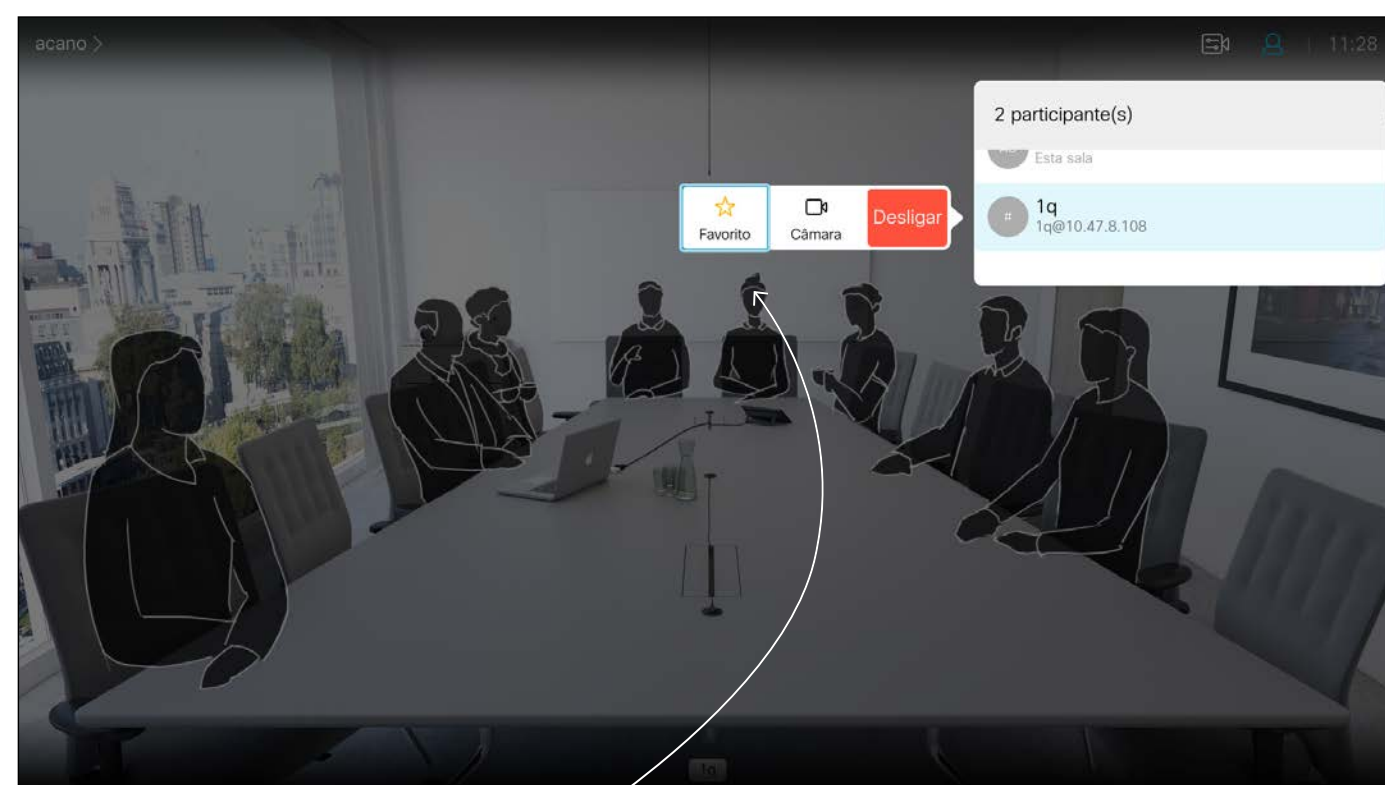 acano >
11:28
2 participante(s)
Esta sala
1q
1q@10.47.8.108
#
Favorito
Câmara
Desligar
1q